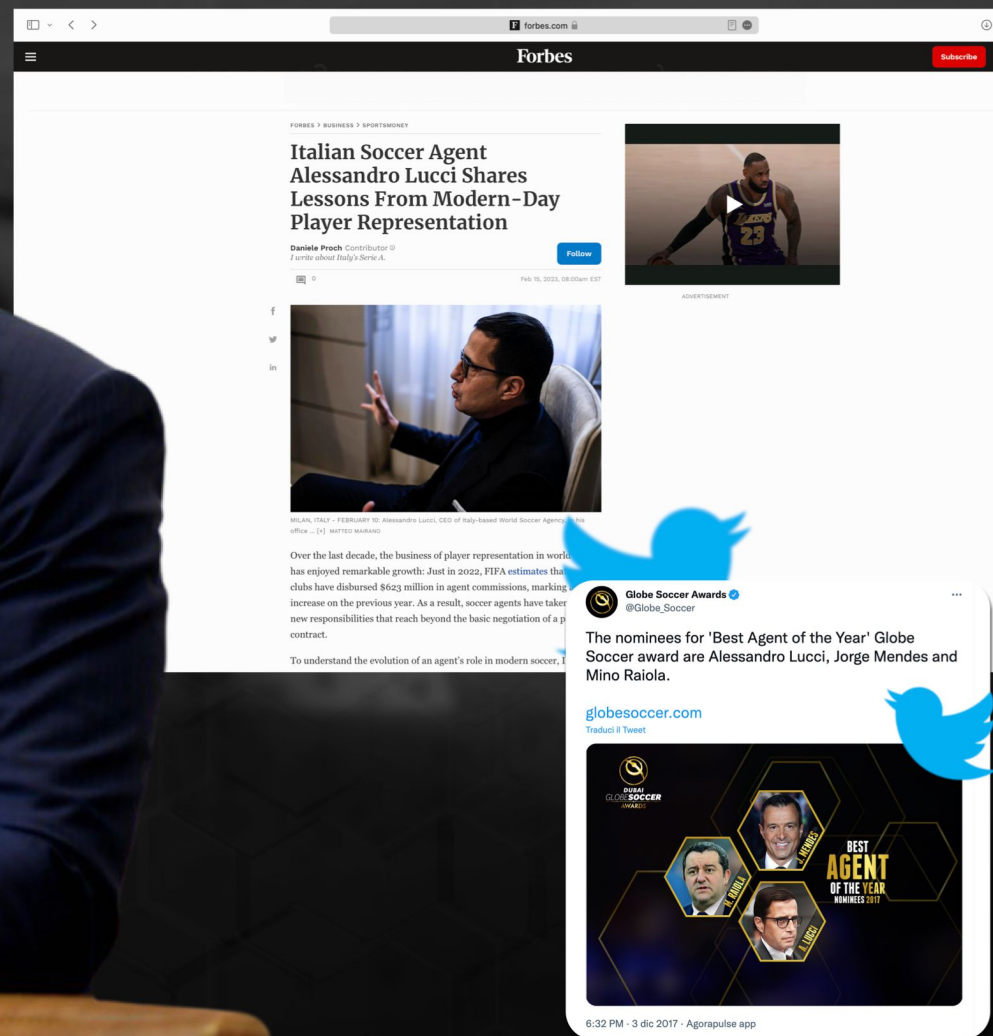 forbes.com
Forbes
Subscribe
FORBES > BUSINESS > SPORTSMONEY
Italian Soccer Agent
Alessandro Lucci Shares
Lessons From Modern-Day
Player Representation
Daniele Proch Contributor
I write about Italy's Serie A.
Follow
0
Feb 15, 2023, 08:00am EST
LAKERS
23
ADVERTISEMENT
MILAN, ITALY - FEBRUARY 10: Alessandro Lucci, CEO of Italy-based World Soccer Agency, his
office ... [+] MATTEO MAIRANO
Over the last decade, the business of player representation in world
has enjoyed remarkable growth: Just in 2022, FIFA estimates tha
clubs have disbursed $623 million in agent commissions, marking
increase on the previous year. As a result, soccer agents have taken
new responsibilities that reach beyond the basic negotiation of a p
contract.
To understand the evolution of an agent's role in modern soccer, I
Globe Soccer Awards
@Globe_Soccer
The nominees for 'Best Agent of the Year' Globe
Soccer award are Alessandro Lucci, Jorge Mendes and
Mino Raiola.
globesoccer.com
Traduci il Tweet
DUBAI
GLOBESOCCER
AWARDS
J. MENDES
M. RAIOLA
A. LUCCI
BEST
AGENT
OF THE YEAR
NOMINEES 2017
6:32 PM · 3 dic 2017 · Agorapulse app